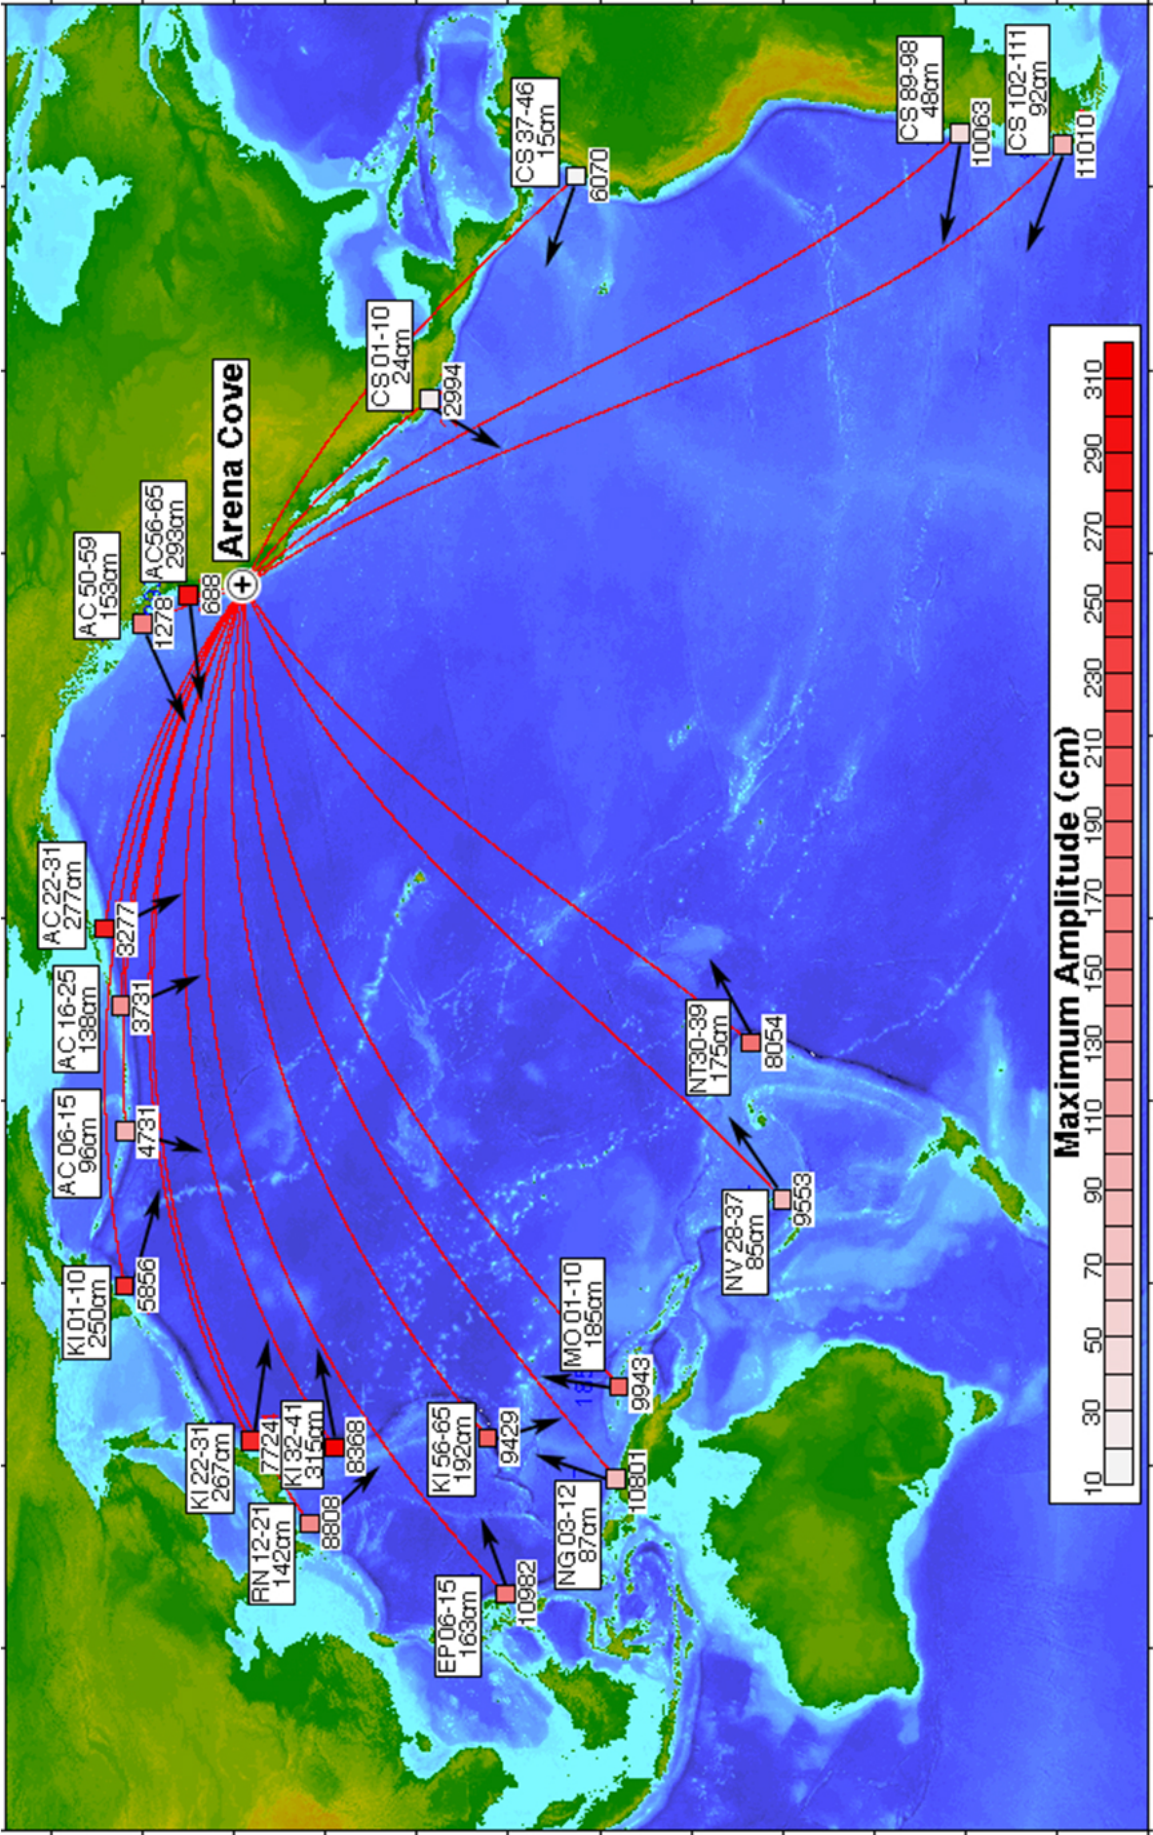 AC 50-59
153cm
1278
AC56-65
293cm
688
Arena Cove
AC 22-31
277cm
3277
AC 16-25
138cm
3731
AC 06-15
96cm
4731
KI 01-10
250cm
5856
KI 22-31
267cm
7724
KI 32-41
315cm
8368
RN 12-21
142cm
8808
KI 56-65
192cm
9429
EP 06-15
163cm
10982
NG 03-12
87cm
10801
MO 01-10
185cm
9943
NV 28-37
85cm
9553
NT30-39
175cm
8054
CS 01-10
24cm
2994
CS 37-46
15cm
6070
CS 89-98
48cm
10063
CS 102-111
92cm
11010
Maximum Amplitude (cm)
10 30 50 70 90 110 130 150 170 190 210 230 250 270 290 310